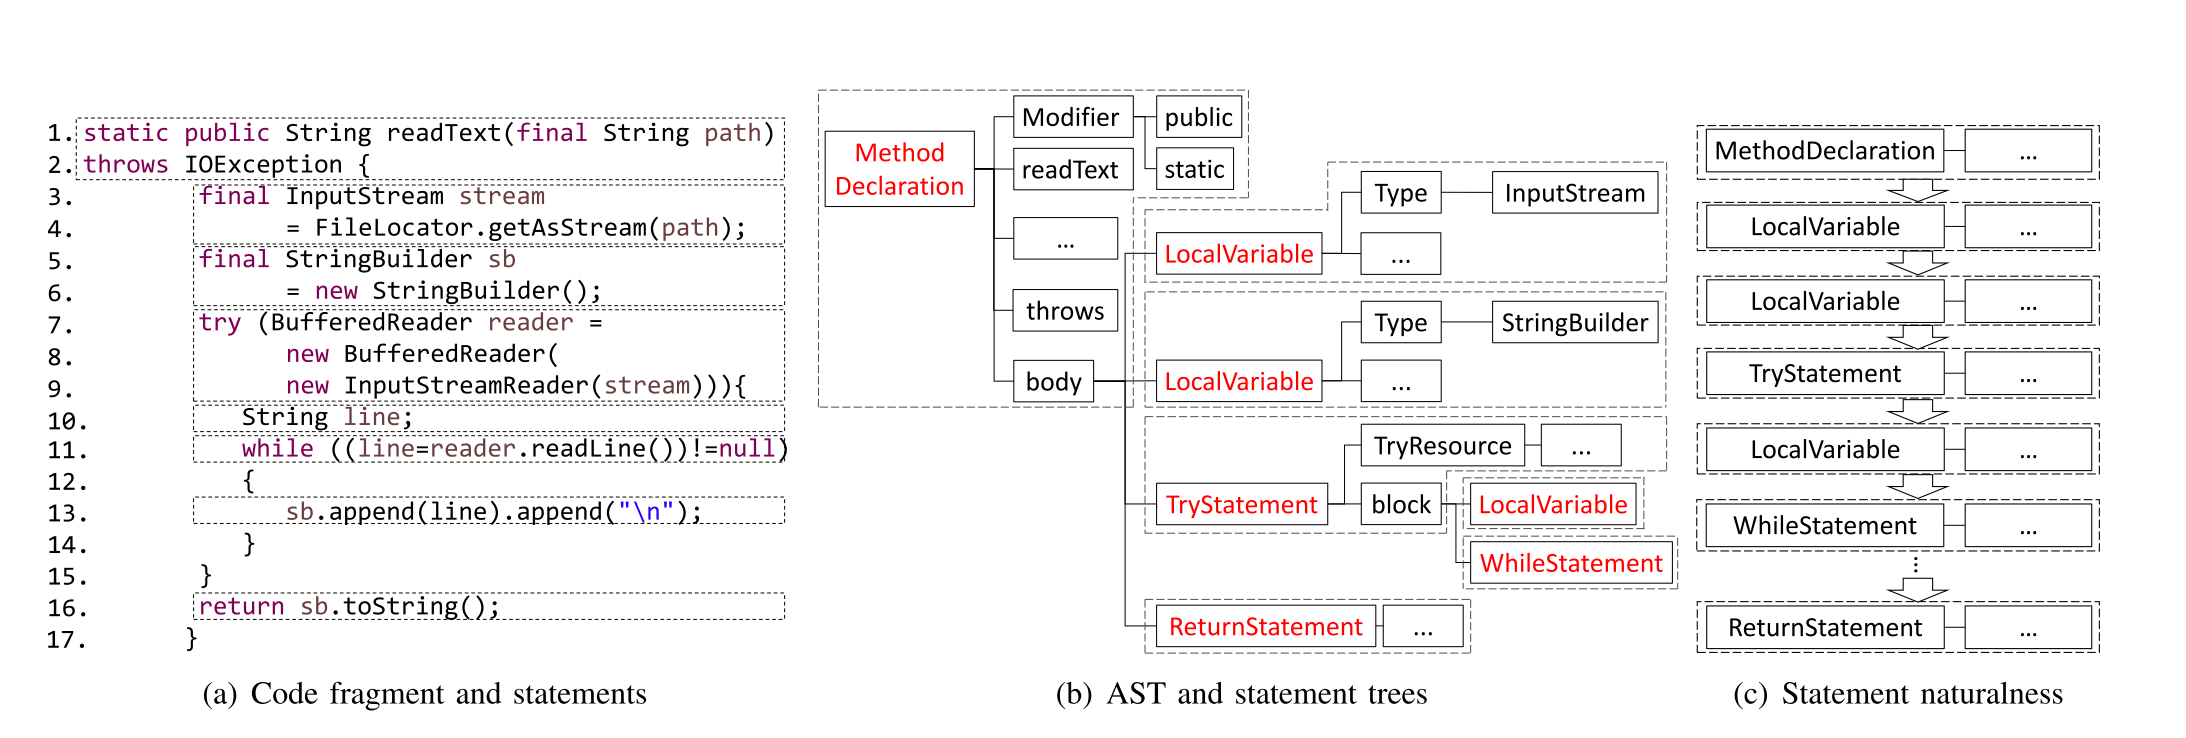 1. static public String readText(final String path)
2. throws IOException {
3. final InputStream stream
4. = FileLocator.getAsStream(path);
5. final StringBuilder sb
6. = new StringBuilder();
7. try (BufferedReader reader =
8. new BufferedReader(
9. new InputStreamReader(stream))){
10. String line;
11. while ((line=reader.readLine())!=null)
12. {
13. sb.append(line).append("\n");
14. }
15. }
16. return sb.toString();
17. }
(a) Code fragment and statements
Method
Declaration
Modifier
public
static
readText
...
throws
body
LocalVariable
Type
InputStream
...
LocalVariable
Type
StringBuilder
...
TryStatement
TryResource
...
block
LocalVariable
WhileStatement
ReturnStatement
...
(b) AST and statement trees
MethodDeclaration ...
LocalVariable ...
LocalVariable ...
TryStatement ...
LocalVariable ...
WhileStatement ...
⋮
ReturnStatement ...
(c) Statement naturalness